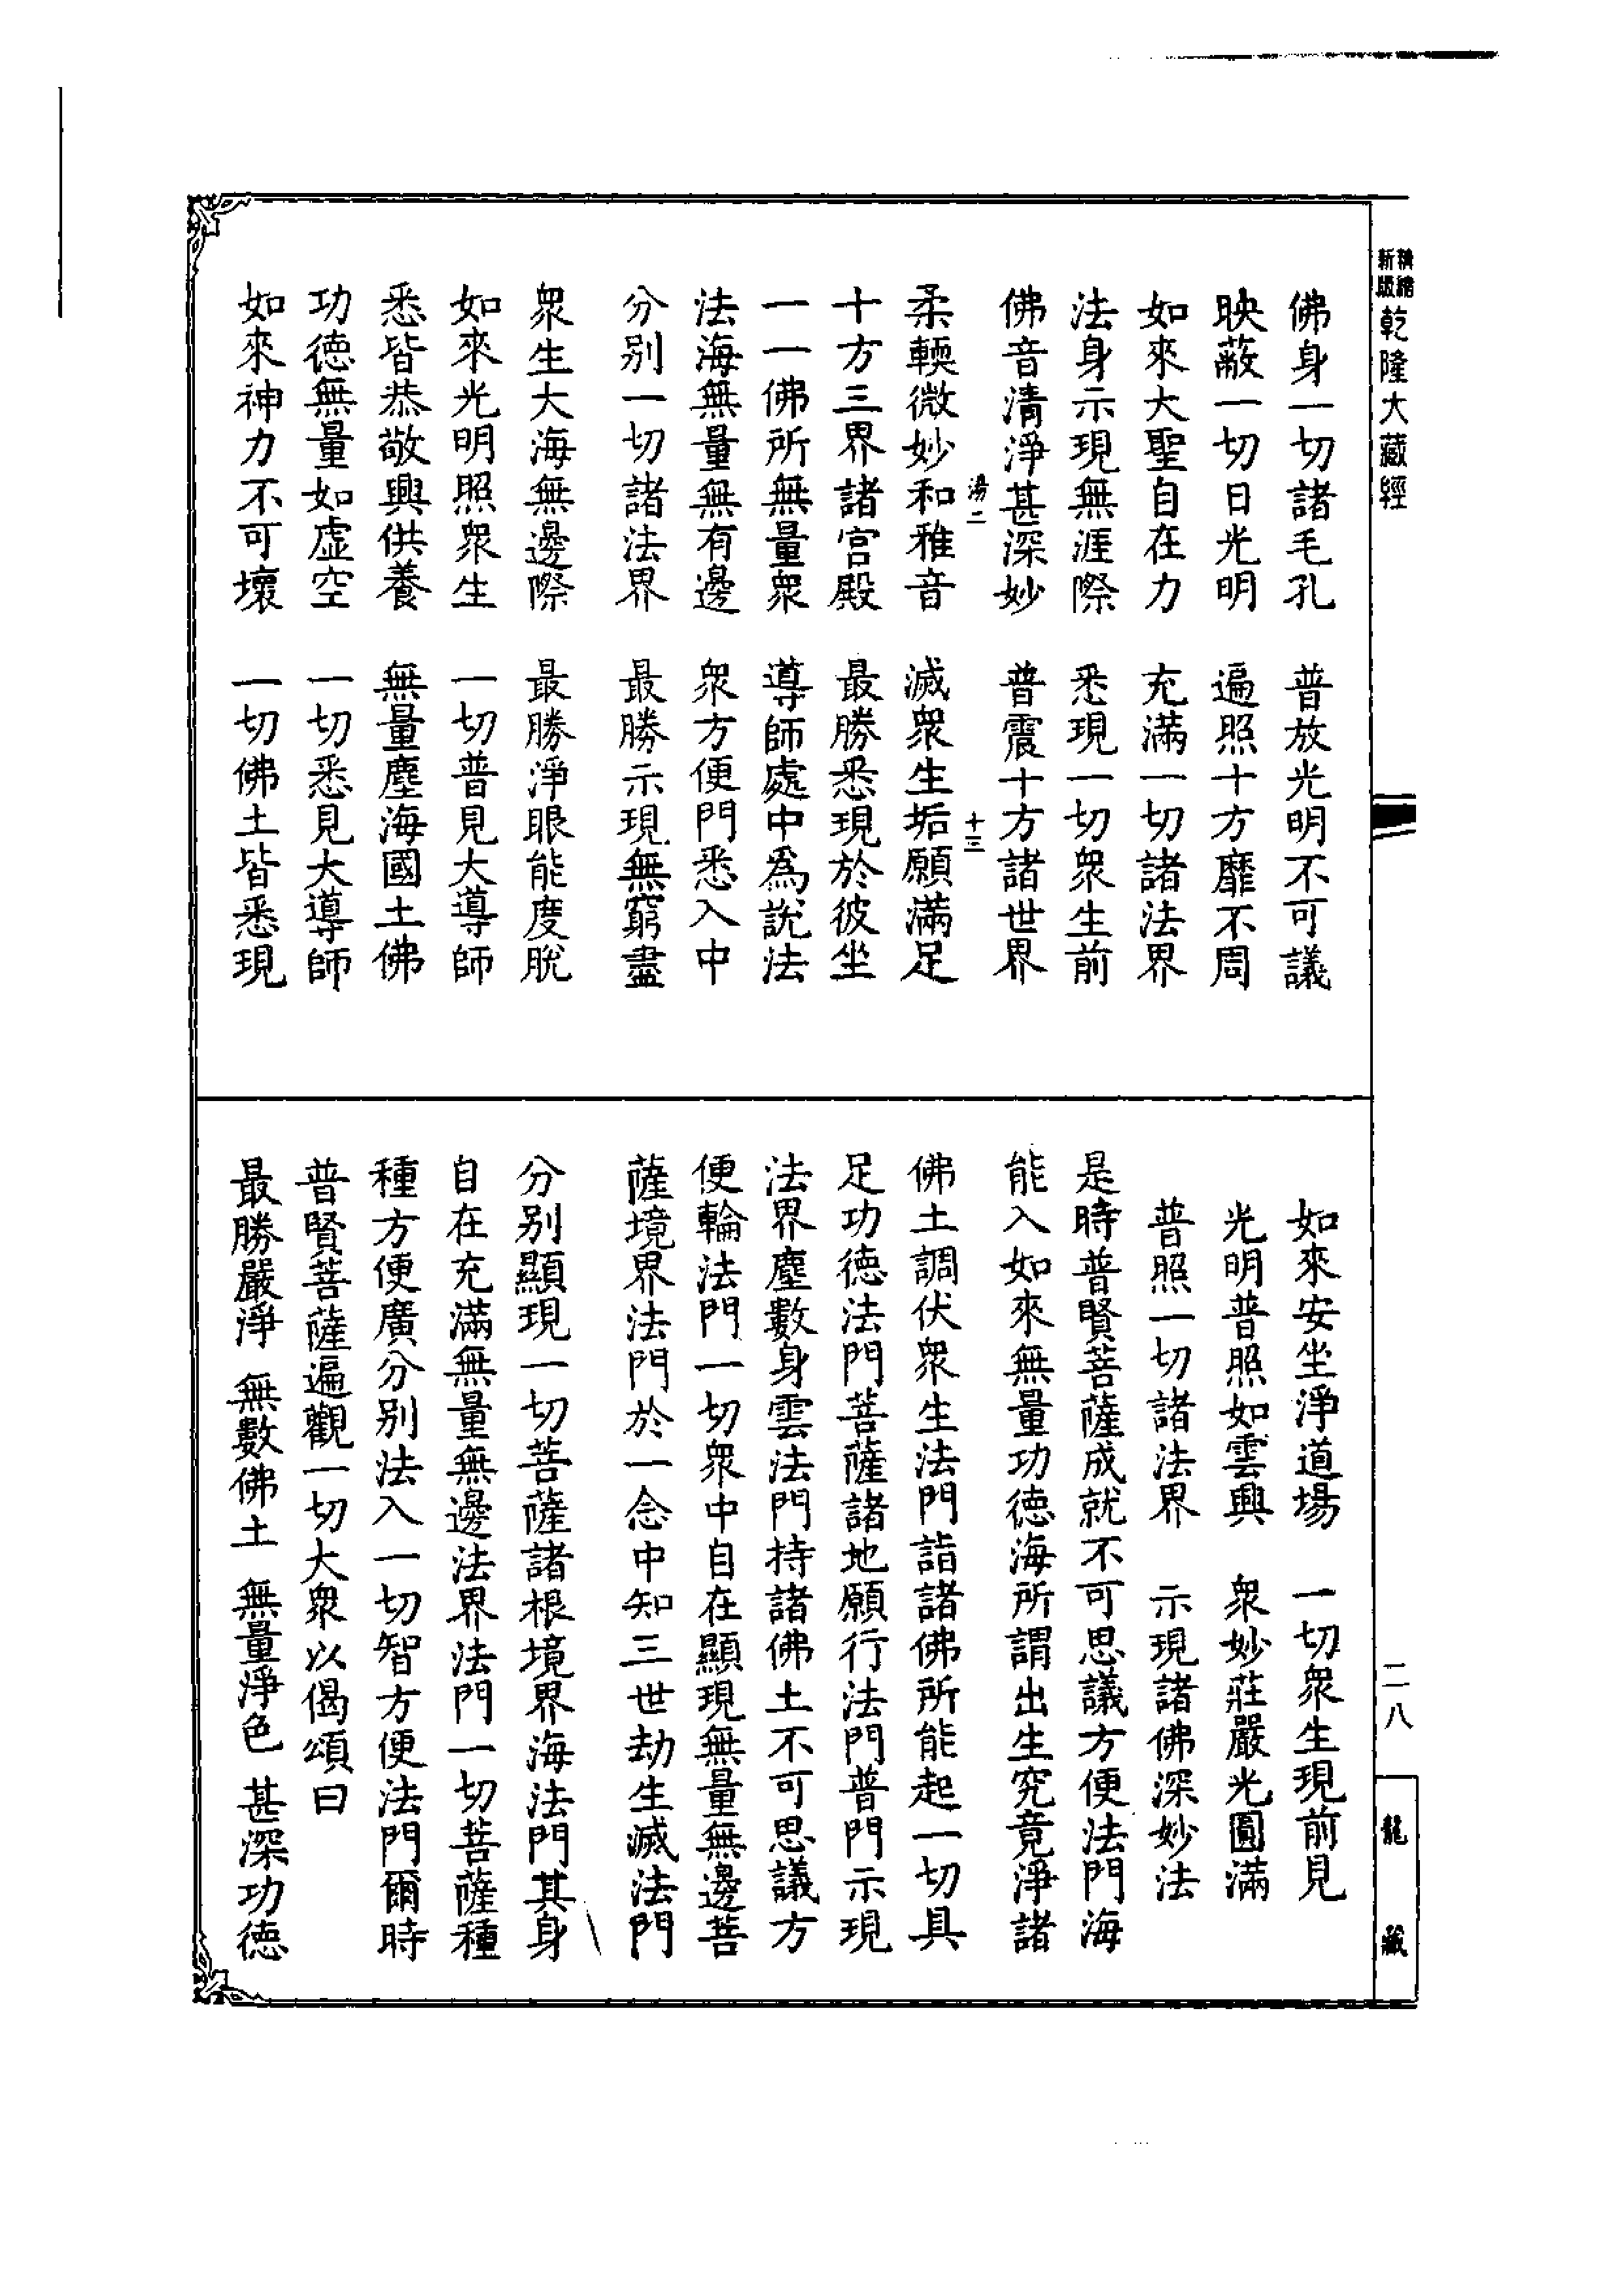 新版精縮乾隆大藏經
二八
龍藏
佛身一切諸毛孔　普放光明不可議
映蔽一切日光明　遍照十方靡不周
如來大聖自在力　充滿一切諸法界
法身示現無涯際　悉現一切衆生前
佛音清淨甚深妙　普震十方諸世界
湯二　十三
柔輭微妙和雅音　滅衆生垢願滿足
十方三界諸宫殿　最勝悉現於彼坐
一一佛所無量衆　導師處中為說法
法海無量無有邊　衆方便門悉入中
分別一切諸法界　最勝示現無窮盡
衆生大海無邊際　最勝淨眼能度脫
如來光明照衆生　一切普見大導師
悉皆恭敬興供養　無量塵海國土佛
功德無量如虛空　一切悉見大導師
如來神力不可壞　一切佛土皆悉現
如來安坐淨道場　一切衆生現前見
光明普照如雲興　衆妙莊嚴光圓滿
普照一切諸法界　示現諸佛深妙法
是時普賢菩薩成就不可思議方便法門海
能入如來無量功德海所謂出生究竟淨諸
佛土調伏衆生法門詣諸佛所能起一切具
足功德法門菩薩諸地願行法門普門示現
法界塵數身雲法門持諸佛土不可思議方
便輪法門一切衆中自在顯現無量無邊菩
薩境界法門於一念中知三世劫生滅法門
分別顯現一切菩薩諸根境界海法門其身
自在充滿無量無邊法界法門一切菩薩種
種方便廣分別法入一切智方便法門爾時
普賢菩薩遍觀一切大衆以偈頌曰
最勝嚴淨　無數佛土　無量淨色　甚深功德